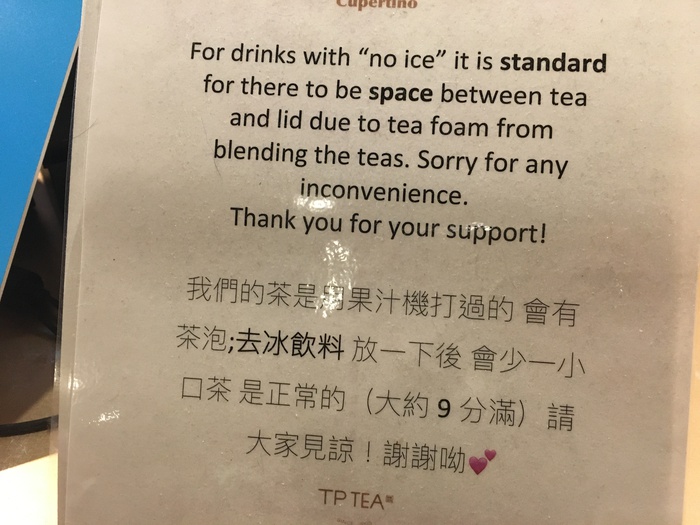 Cupertino
For drinks with “no ice” it is standard
for there to be space between tea
and lid due to tea foam from
blending the teas. Sorry for any
inconvenience.
Thank you for your support!
我們的茶是用果汁機打過的 會有
茶泡;去冰飲料 放一下後 會少一小
口茶 是正常的 （大約 9 分滿） 請
大家見諒！謝謝呦💕
TP TEA